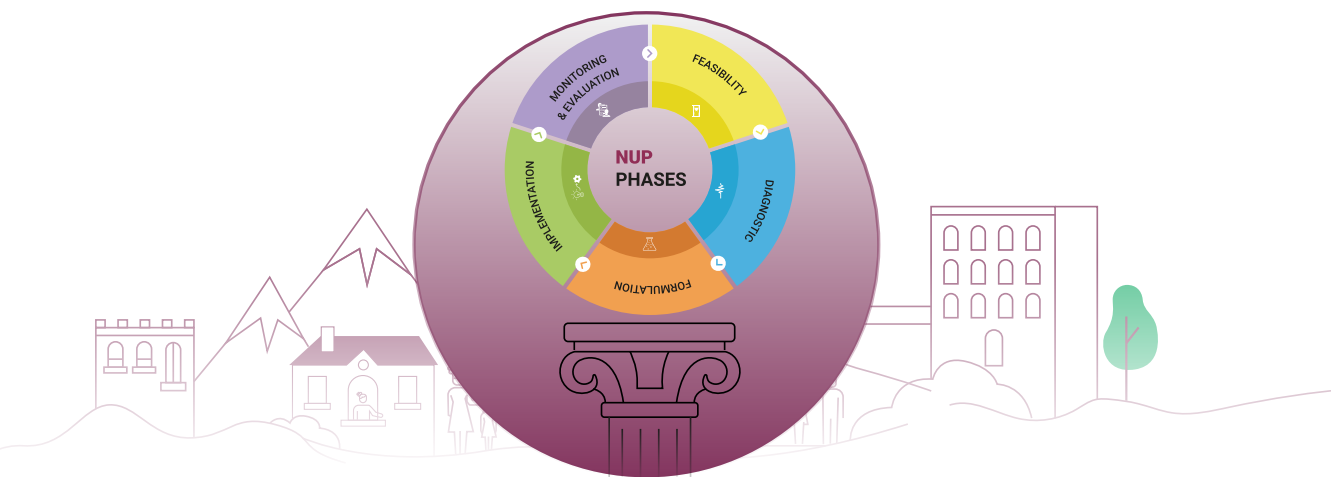 NUP
PHASES
FEASIBILITY
DIAGNOSTIC
FORMULATION
IMPLEMENTATION
MONITORING
& EVALUATION